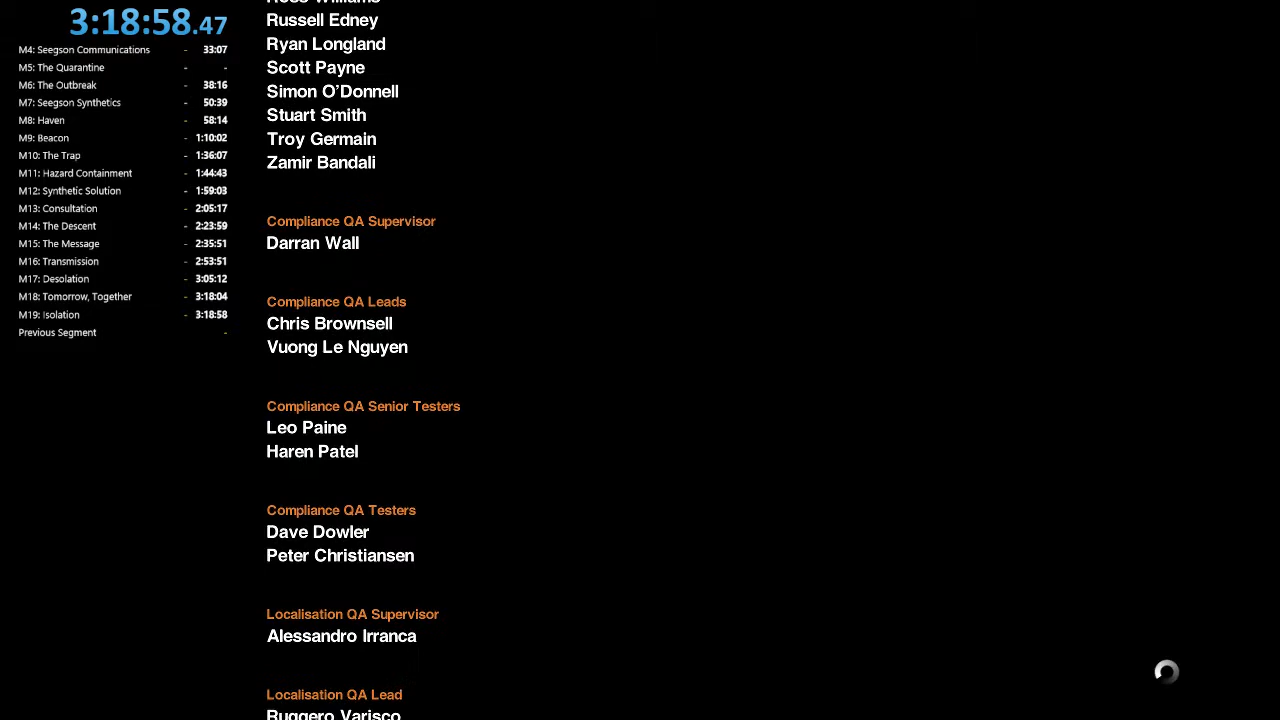 3:18:58.47
M4: Seegson Communications - 33:07
M5: The Quarantine - -
M6: The Outbreak - 38:16
M7: Seegson Synthetics - 50:39
M8: Haven - 58:14
M9: Beacon - 1:10:02
M10: The Trap - 1:36:07
M11: Hazard Containment - 1:44:43
M12: Synthetic Solution - 1:59:03
M13: Consultation - 2:05:17
M14: The Descent - 2:23:59
M15: The Message - 2:35:51
M16: Transmission - 2:53:51
M17: Desolation - 3:05:12
M18: Tomorrow, Together - 3:18:04
M19: Isolation - 3:18:58
Previous Segment -
Ross Williams
Russell Edney
Ryan Longland
Scott Payne
Simon O’Donnell
Stuart Smith
Troy Germain
Zamir Bandali
Compliance QA Supervisor
Darran Wall
Compliance QA Leads
Chris Brownsell
Vuong Le Nguyen
Compliance QA Senior Testers
Leo Paine
Haren Patel
Compliance QA Testers
Dave Dowler
Peter Christiansen
Localisation QA Supervisor
Alessandro Irranca
Localisation QA Lead
Ruggero Varisco